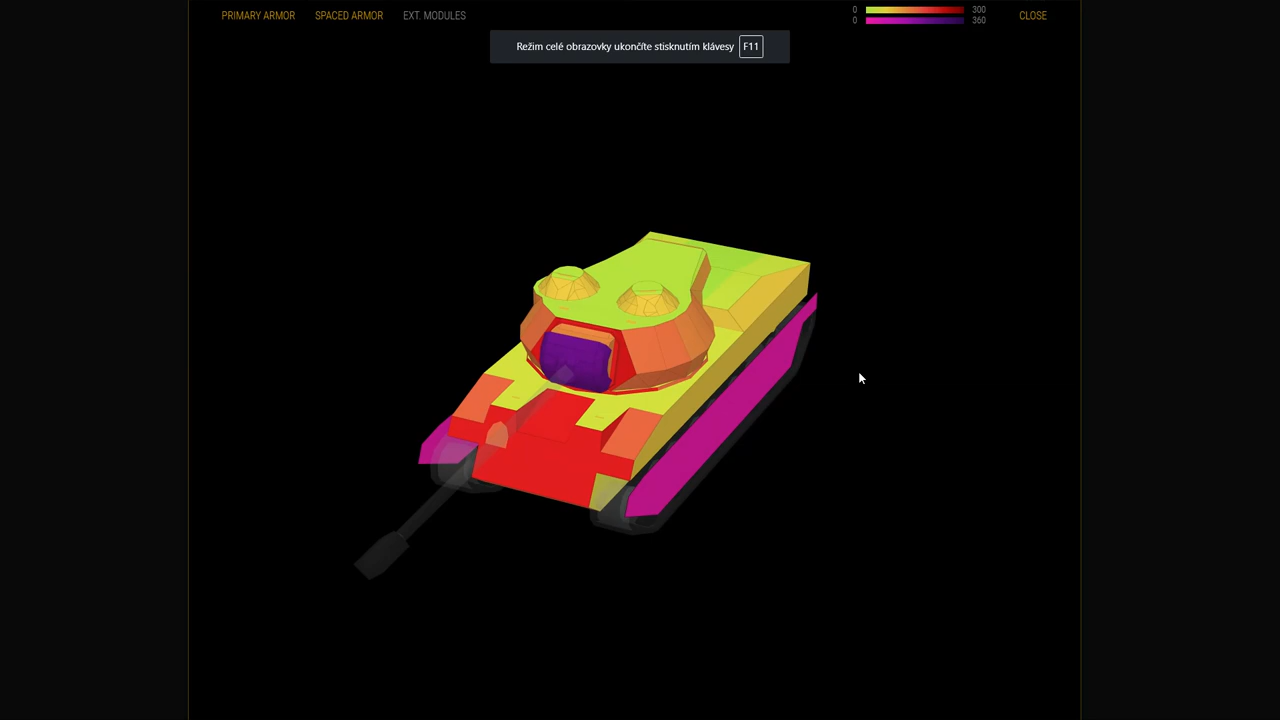 PRIMARY ARMOR SPACED ARMOR EXT. MODULES 0 300 CLOSE
0 360
Režim celé obrazovky ukončíte stisknutím klávesy F11